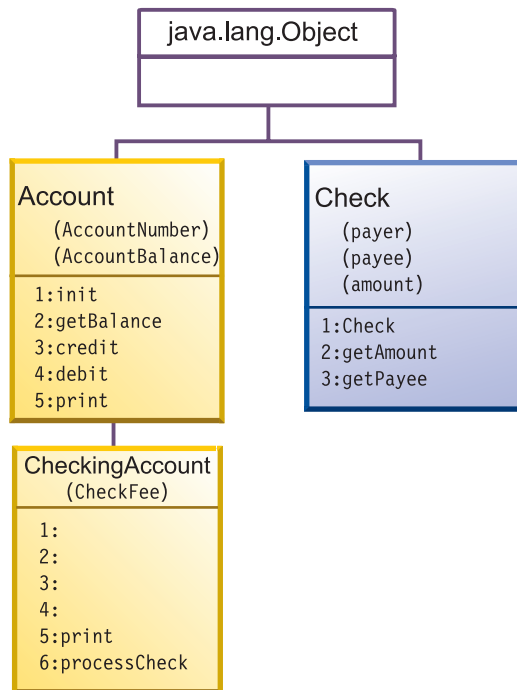 java.lang.Object
Account
(AccountNumber)
(AccountBalance)
1:init
2:getBalance
3:credit
4:debit
5:print
Check
(payer)
(payee)
(amount)
1:Check
2:getAmount
3:getPayee
CheckingAccount
(CheckFee)
1:
2:
3:
4:
5:print
6:processCheck